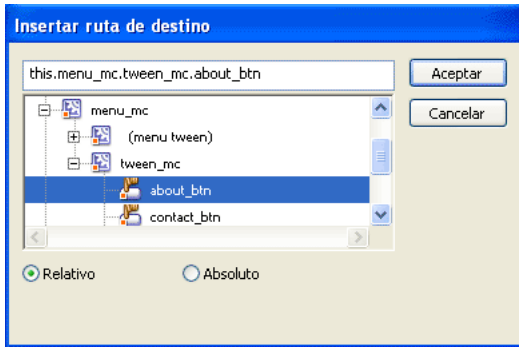 Insertar ruta de destino
this.menu_mc.tween_mc.about_btn
Aceptar
Cancelar
menu_mc
(menu tween)
tween_mc
about_btn
contact_btn
Relativo
Absoluto